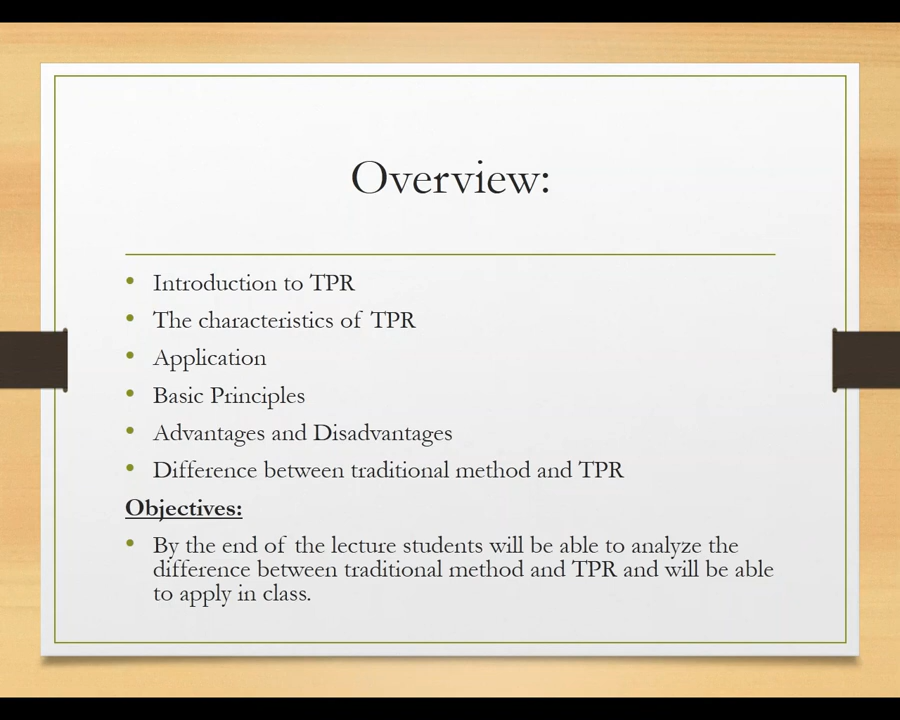 Overview:
Introduction to TPR
The characteristics of TPR
Application
Basic Principles
Advantages and Disadvantages
Difference between traditional method and TPR
Objectives:
By the end of the lecture students will be able to analyze the
difference between traditional method and TPR and will be able
to apply in class.